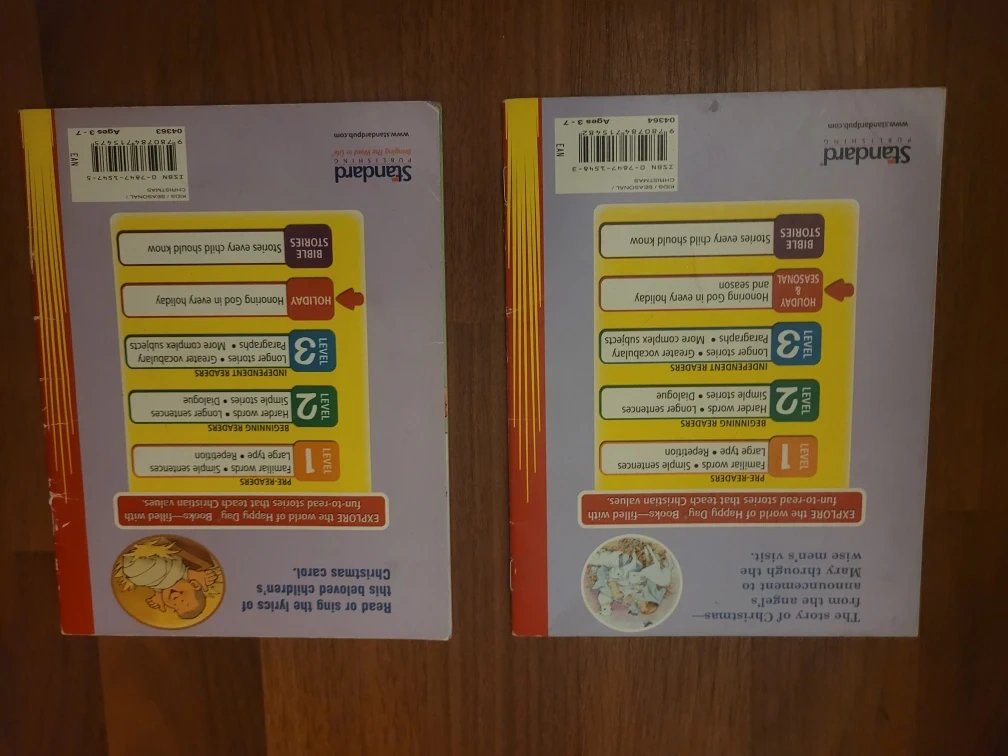 The story of Christmas—
from the angel's
announcement to
Mary through the
wise men's visit.
EXPLORE the world of Happy Day® Books—filled with
fun-to-read stories that teach Christian values.
PRE-READERS
LEVEL 1
Familiar words • Simple sentences
Large type • Repetition
BEGINNING READERS
LEVEL 2
Harder words • Longer sentences
Simple stories • Dialogue
INDEPENDENT READERS
LEVEL 3
Longer stories • Greater vocabulary
Paragraphs • More complex subjects
HOLIDAY
&
SEASONAL
Honoring God in every holiday
and season
BIBLE
STORIES
Stories every child should know
Standard
PUBLISHING
www.standardpub.com
KIDS / SEASONAL /
CHRISTMAS
ISBN 0-7847-1548-3
EAN
9 780784 715482
04364 Ages 3 - 7
Read or sing the lyrics of
this beloved children's
Christmas carol.
EXPLORE the world of Happy Day® Books—filled with
fun-to-read stories that teach Christian values.
PRE-READERS
LEVEL 1
Familiar words • Simple sentences
Large type • Repetition
BEGINNING READERS
LEVEL 2
Harder words • Longer sentences
Simple stories • Dialogue
INDEPENDENT READERS
LEVEL 3
Longer stories • Greater vocabulary
Paragraphs • More complex subjects
HOLIDAY
Honoring God in every holiday
BIBLE
STORIES
Stories every child should know
Standard
PUBLISHING
Bringing the Word to Life
www.standardpub.com
KIDS / SEASONAL /
CHRISTMAS
ISBN 0-7847-1547-5
EAN
9 780784 715475
04363 Ages 3 - 7